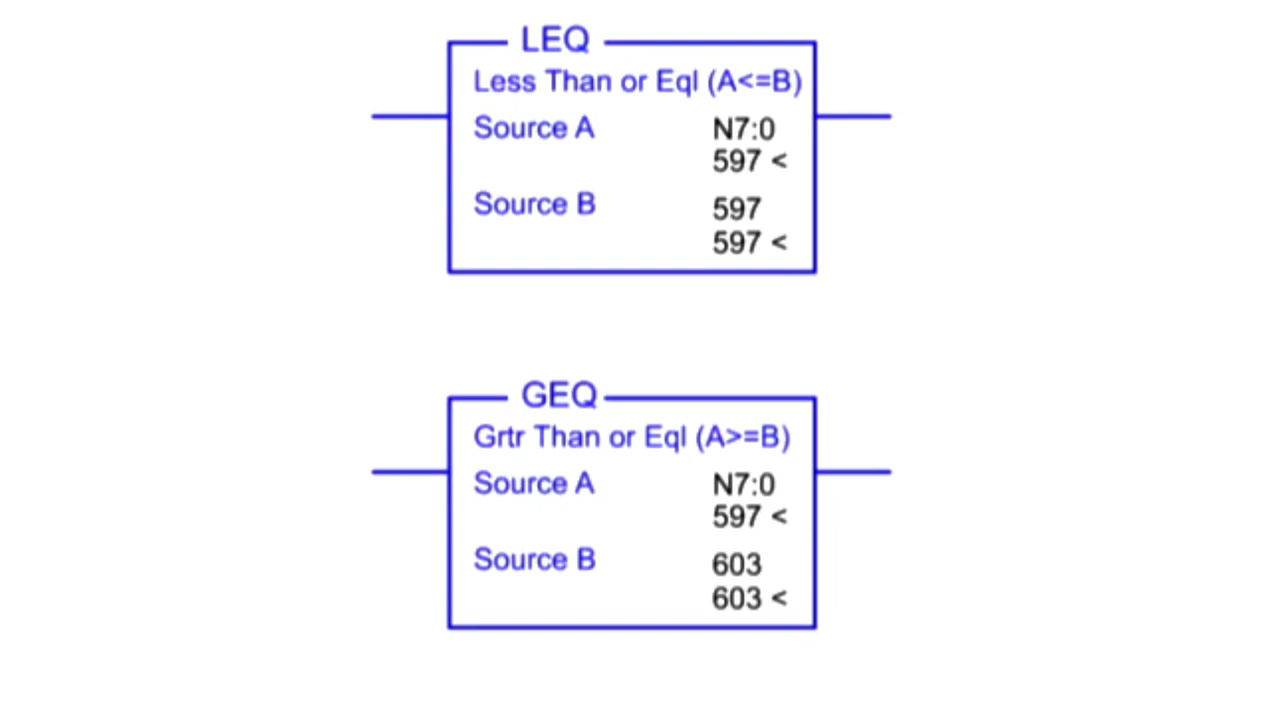 LEQ
Less Than or Eql (A<=B)
Source A N7:0
597 <
Source B 597
597 <
GEQ
Grtr Than or Eql (A>=B)
Source A N7:0
597 <
Source B 603
603 <